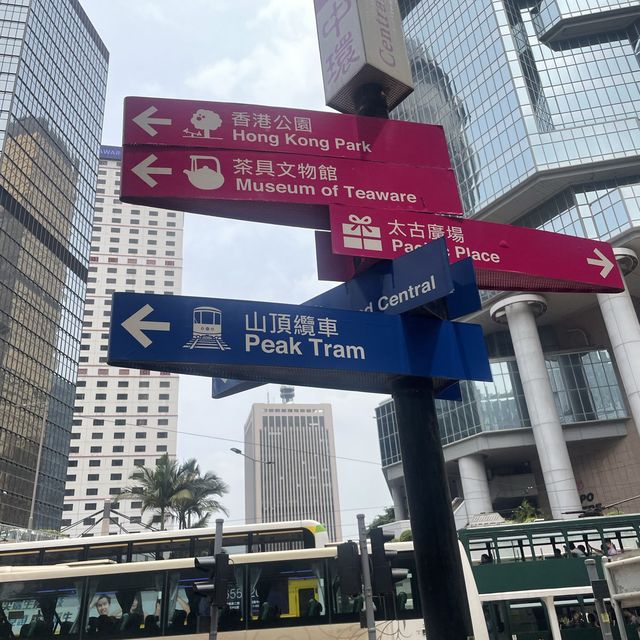 中環
Central
香港公園
Hong Kong Park
茶具文物館
Museum of Teaware
太古廣場
Place
d Central
山頂纜車
Peak Tram